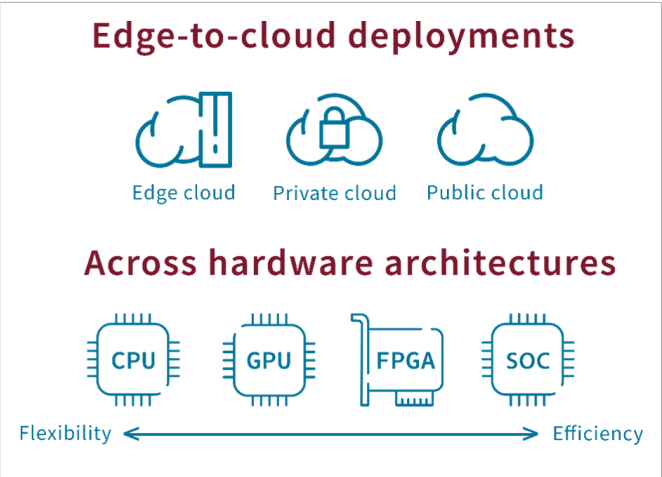 Edge-to-cloud deployments
Edge cloud Private cloud Public cloud
Across hardware architectures
CPU GPU FPGA SOC
Flexibility Efficiency